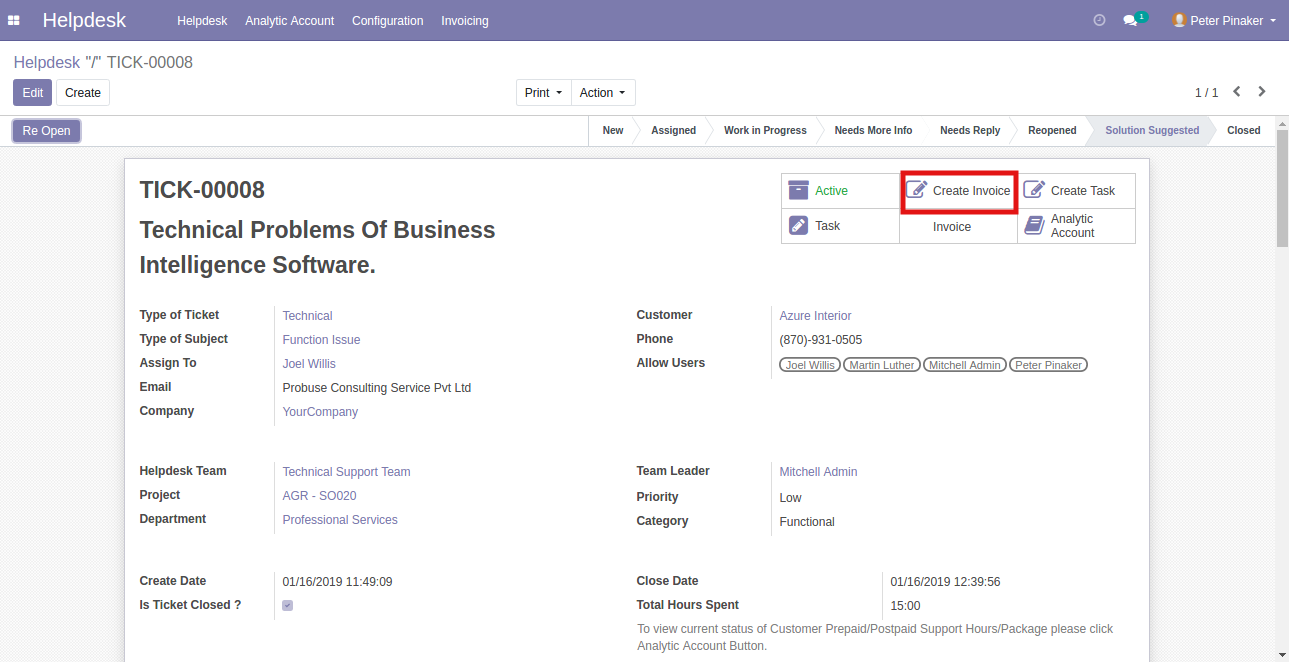 Helpdesk Helpdesk Analytic Account Configuration Invoicing 1 Peter Pinaker
Helpdesk "/" TICK-00008
Edit Create Print Action 1 / 1
Re Open New Assigned Work in Progress Needs More Info Needs Reply Reopened Solution Suggested Closed
TICK-00008
Technical Problems Of Business
Intelligence Software.
Active Create Invoice Create Task
Task Invoice Analytic
Account
Type of Ticket Technical
Type of Subject Function Issue
Assign To Joel Willis
Email Probuse Consulting Service Pvt Ltd
Company YourCompany
Customer Azure Interior
Phone (870)-931-0505
Allow Users Joel Willis Martin Luther Mitchell Admin Peter Pinaker
Helpdesk Team Technical Support Team
Project AGR - SO020
Department Professional Services
Team Leader Mitchell Admin
Priority Low
Category Functional
Create Date 01/16/2019 11:49:09
Is Ticket Closed ?
Close Date 01/16/2019 12:39:56
Total Hours Spent 15:00
To view current status of Customer Prepaid/Postpaid Support Hours/Package please click
Analytic Account Button.